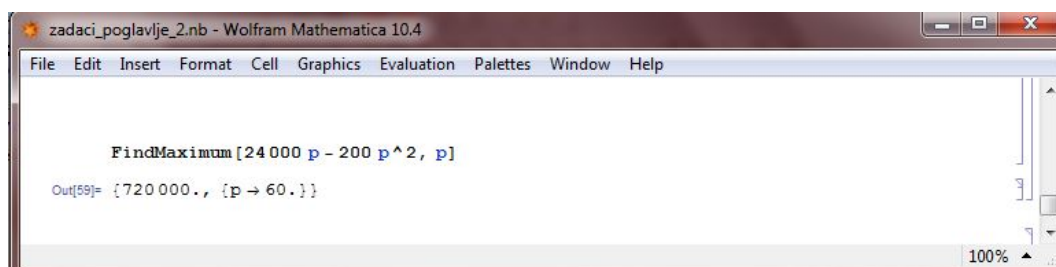 zadaci_poglavlje_2.nb - Wolfram Mathematica 10.4
File Edit Insert Format Cell Graphics Evaluation Palettes Window Help
FindMaximum[24000 p - 200 p^2, p]
Out[59]= {720000., {p → 60.}}
100%